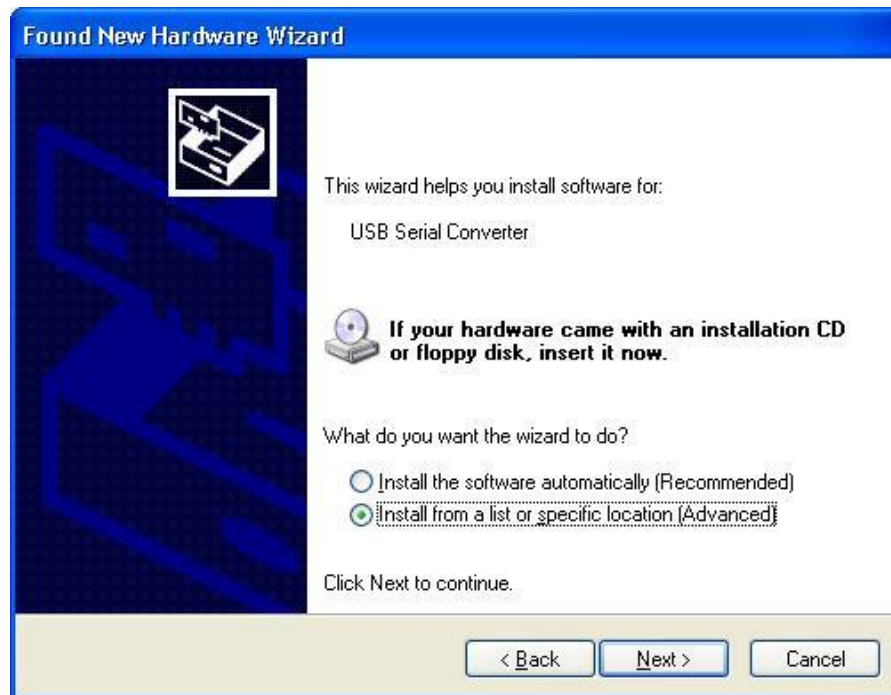 Found New Hardware Wizard
This wizard helps you install software for:
USB Serial Converter
If your hardware came with an installation CD
or floppy disk, insert it now.
What do you want the wizard to do?
Install the software automatically (Recommended)
Install from a list or specific location (Advanced)
Click Next to continue.
< Back
Next >
Cancel